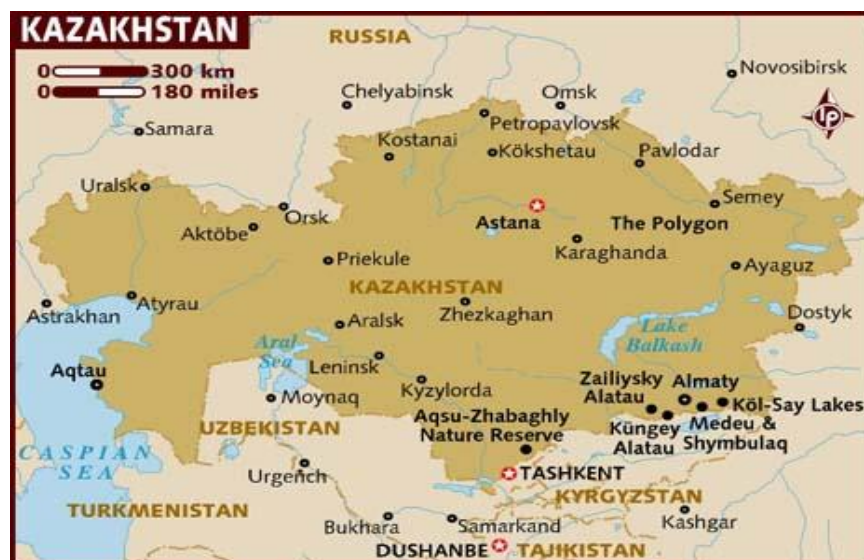 KAZAKHSTAN
RUSSIA
0 300 km
0 180 miles
Novosibirsk
Chelyabinsk
Omsk
lp
Samara
Petropavlovsk
Kostanai
Kökshetau
Pavlodar
Uralsk
Orsk
Astana
Semey
Aktöbe
The Polygon
Karaghanda
Priekule
Ayaguz
KAZAKHSTAN
Atyrau
Zhezkaghan
Astrakhan
Dostyk
Aralsk
Lake
Balkash
Aral
Sea
Leninsk
Aqtau
Kyzylorda
Zailiysky
Alatau
Almaty
Moynaq
Köl-Say Lakes
Aqsu-Zhabaghly
Nature Reserve
Küngey
Alatau
Medeu &
Shymbulaq
UZBEKISTAN
CASPIAN
SEA
Urgench
TASHKENT
TURKMENISTAN
KYRGYZSTAN
Bukhara
Samarkand
Kashgar
DUSHANBE
TAJIKISTAN